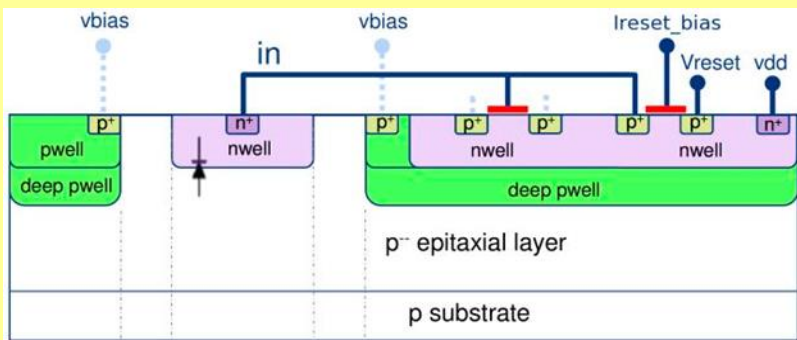 vbias
vbias
Ireset_bias
in
Vreset
vdd
p+
n+
p+
p+
p+
p+
p+
n+
pwell
nwell
nwell
nwell
deep pwell
deep pwell
p-- epitaxial layer
p substrate